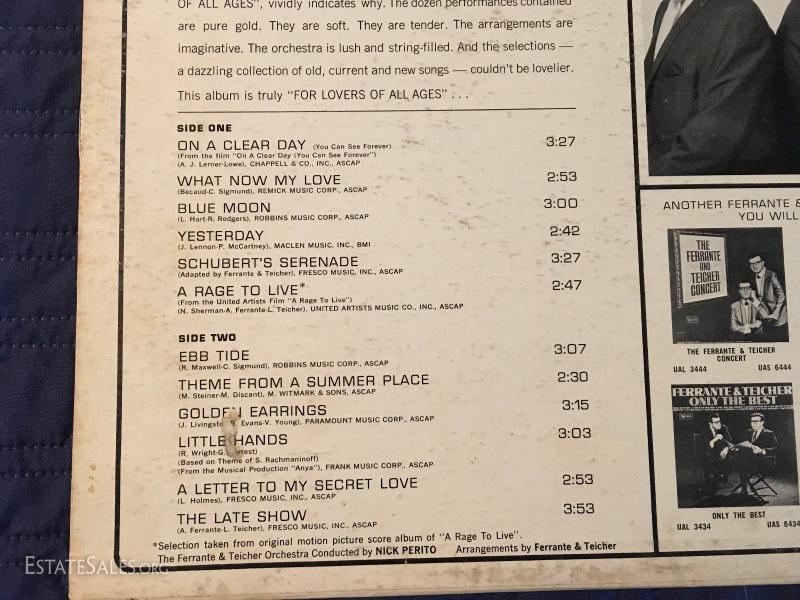 OF ALL AGES", vividly indicates why. The dozen performances contained
are pure gold. They are soft. They are tender. The arrangements are
imaginative. The orchestra is lush and string-filled. And the selections —
a dazzling collection of old, current and new songs — couldn't be lovelier.
This album is truly "FOR LOVERS OF ALL AGES" . . .
SIDE ONE
ON A CLEAR DAY (You Can See Forever) 3:27
(From the film "On A Clear Day (You Can See Forever")
(A. J. Lerner-Lowe), CHAPPELL & CO., INC., ASCAP
WHAT NOW MY LOVE 2:53
(Becaud-C. Sigmund), REMICK MUSIC CORP., ASCAP
BLUE MOON 3:00
(L. Hart-R. Rodgers), ROBBINS MUSIC CORP., ASCAP
YESTERDAY 2:42
(J. Lennon-P. McCartney), MACLEN MUSIC, INC., BMI
SCHUBERT'S SERENADE 3:27
(Adapted by Ferrante & Teicher), FRESCO MUSIC, INC., ASCAP
A RAGE TO LIVE* 2:47
(From the United Artists Film "A Rage To Live")
(N. Sherman-A. Ferrante-L. Teicher), UNITED ARTISTS MUSIC CO., INC., ASCAP
SIDE TWO
EBB TIDE 3:07
(R. Maxwell-C. Sigmund), ROBBINS MUSIC CORP., ASCAP
THEME FROM A SUMMER PLACE 2:30
(M. Steiner-M. Discant), M. WITMARK & SONS, ASCAP
GOLDEN EARRINGS 3:15
(J. Livingston-R. Evans-V. Young), PARAMOUNT MUSIC CORP., ASCAP
LITTLE HANDS 3:03
(R. Wright-G.
(Based on Theme of S. Rachmaninoff)
(From the Musical Production "Anya"), FRANK MUSIC CORP., ASCAP
A LETTER TO MY SECRET LOVE 2:53
(L. Holmes), FRESCO MUSIC, INC., ASCAP
THE LATE SHOW 3:53
(A. Ferrante-L. Teicher), FRESCO MUSIC, INC., ASCAP
*Selection taken from original motion picture score album of "A Rage To Live".
The Ferrante & Teicher Orchestra Conducted by NICK PERITO Arrangements by Ferrante & Teicher
ANOTHER FERRANTE &
YOU WILL
THE
FERRANTE
AND
TEICHER
CONCERT
THE FERRANTE & TEICHER
CONCERT
UAL 3444 UAS 6444
FERRANTE & TEICHER
ONLY THE BEST
ONLY THE BEST
UAL 3434 UAS 6434
ESTATESALES.ORG